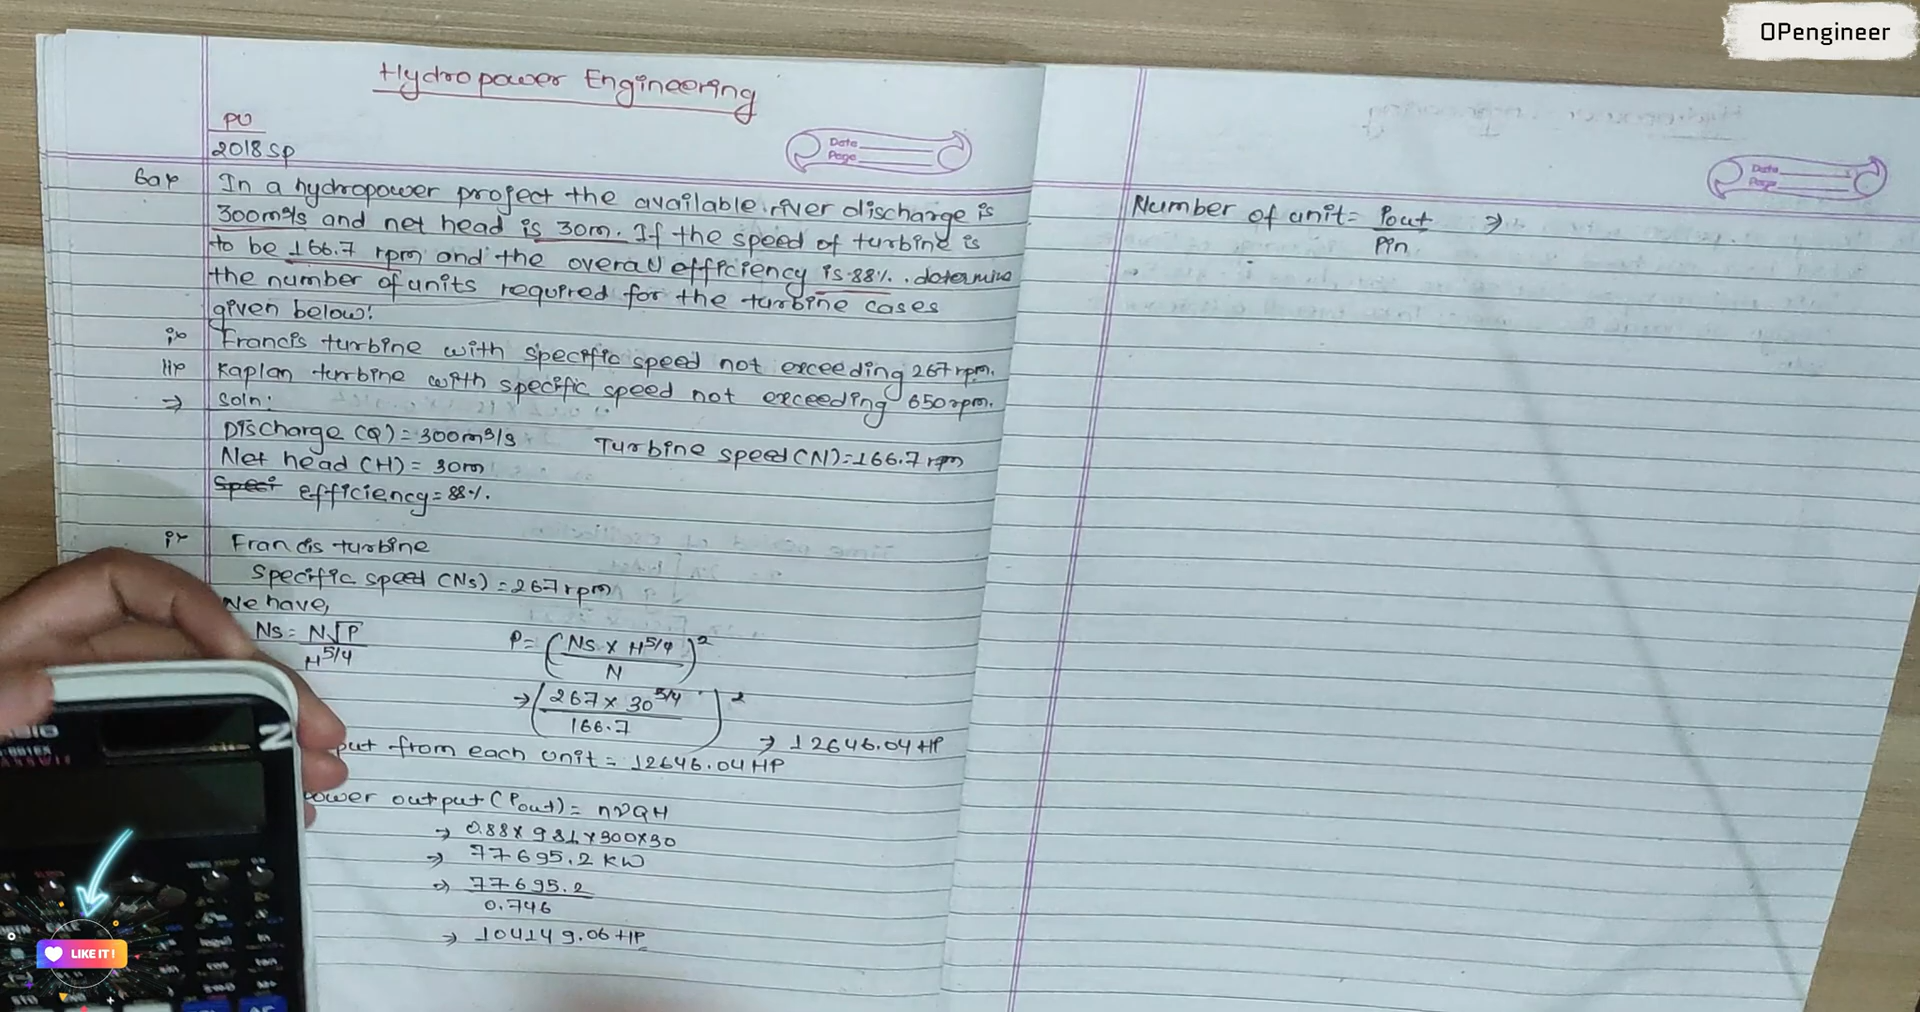 OPengineer
Hydropower Engineering
PU
2018 SP
Date
Page
6a)
In a hydropower project the available river discharge is
300m³/s and net head is 30m. If the speed of turbine is
to be 166.7 rpm and the overall efficiency is 88%. determine
the number of units required for the turbine cases
given below:
i) Francis turbine with specific speed not exceeding 267 rpm.
ii) Kaplan turbine with specific speed not exceeding 650 rpm.
⇒ Soln:
Discharge (Q) = 300m³/s Turbine speed (N) = 166.7 rpm
Net head (H) = 30m
Speci efficiency = 88%.
i) Francis turbine
Specific speed (Ns) = 267 rpm
We have,
Ns = N√P / H^5/4
P = (Ns x H^5/4 / N)²
→ (267 x 30^5/4 / 166.7)²
→ 12646.04 HP
put from each unit = 12646.04 HP
power output (Pout) = ηγQH
→ 0.88 x 9.81 x 300 x 30
→ 77695.2 KW
⇒ 77695.2 / 0.746
→ 104149.06 HP
Date
Page
Number of unit = Pout / Pin ⇒
LIKE IT !
STO